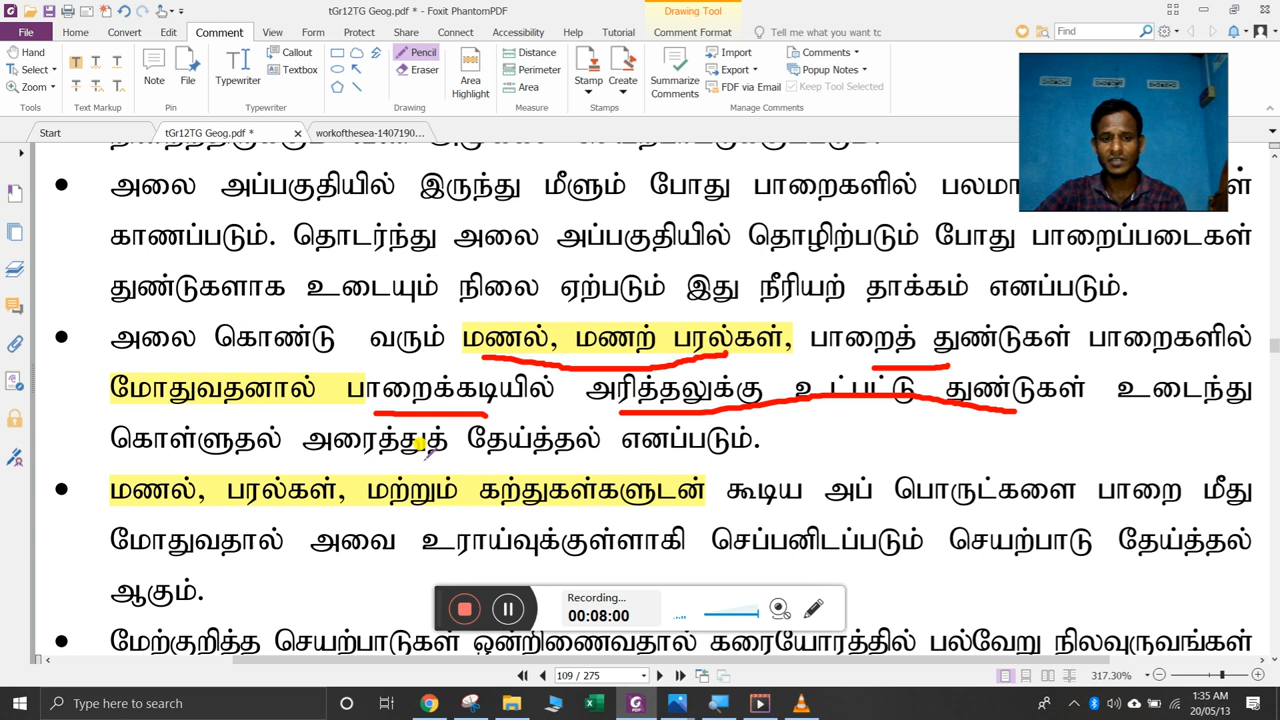 tGr12TG Geog.pdf * - Foxit PhantomPDF
Drawing Tool
File Home Convert Edit Comment View Form Protect Share Connect Accessibility Help Tutorial Comment Format Tell me what you want tc Find
Hand Select Zoom
Tools
Text Markup
Note File
Pin
Typewriter Callout Textbox
Typewriter
Pencil Eraser
Drawing
Area Highlight
Distance Perimeter Area
Measure
Stamp Create
Stamps
Summarize Comments Import Export FDF via Email Comments Popup Notes Keep Tool Selected
Manage Comments
Start tGr12TG Geog.pdf * workofthesea-1407190...
• அலை அப்பகுதியில் இருந்து மீளும் போது பாறைகளில்
காணப்படும். தொடர்ந்து அலை அப்பகுதியில் தொழிற்படும் போது பாறைப்படைகள்
துண்டுகளாக உடையும் நிலை ஏற்படும் இது நீரியற் தாக்கம் எனப்படும்.
• அலை கொண்டு வரும் மணல், மணற் பரல்கள், பாறைத் துண்டுகள் பாறைகளில்
மோதுவதனால் பாறைக்கடியில் அரித்தலுக்கு உட்பட்டு துண்டுகள் உடைந்து
கொள்ளுதல் அரைத்துத் தேய்த்தல் எனப்படும்.
• மணல், பரல்கள், மற்றும் கற்துகள்களுடன் கூடிய அப் பொருட்களை பாறை மீது
மோதுவதால் அவை உராய்வுக்குள்ளாகி செப்பனிடப்படும் செயற்பாடு தேய்த்தல்
ஆகும்.
• மேற்குறித்த செயற்பாடுகள் ஒன்றிணைவதால் கரையோரத்தில் பல்வேறு நிலவுருவங்கள்
Recording...
00:08:00
109 / 275
317.30%
Type here to search
1:35 AM
20/05/13